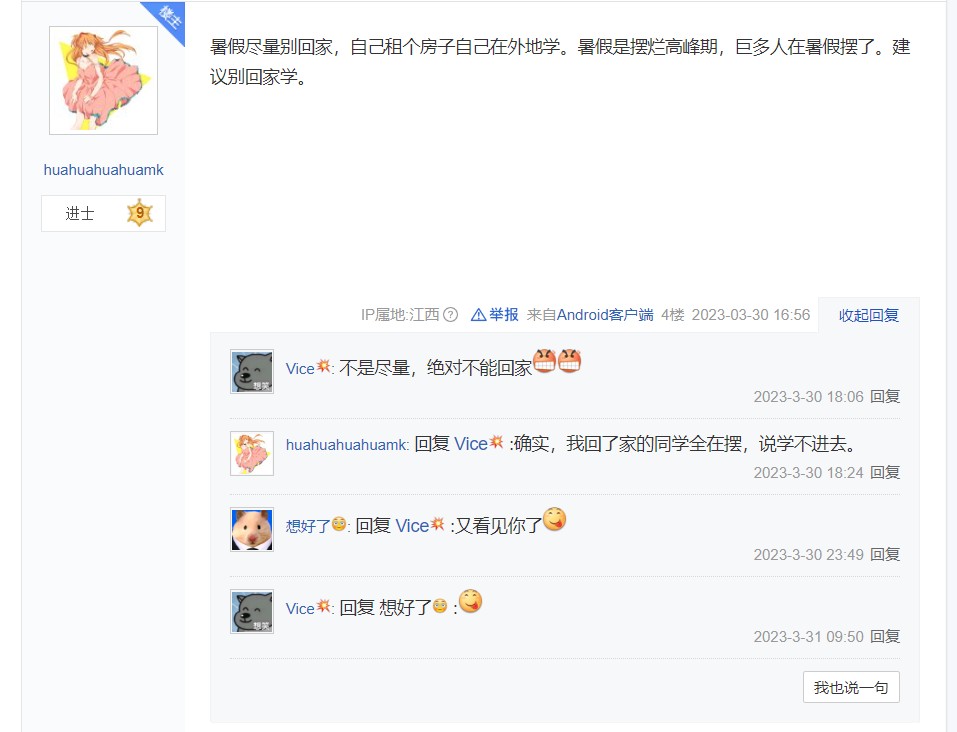 楼主
暑假尽量别回家，自己租个房子自己在外地学。暑假是摆烂高峰期，巨多人在暑假摆了。建
议别回家学。
huahuahuahuamk
进士 9
IP属地:江西 ? 举报 来自Android客户端 4楼 2023-03-30 16:56 收起回复
Vice💥: 不是尽量，绝对不能回家
2023-3-30 18:06 回复
huahuahuahuamk: 回复 Vice💥 :确实，我回了家的同学全在摆，说学不进去。
2023-3-30 18:24 回复
想好了😳: 回复 Vice💥 :又看见你了😜
2023-3-30 23:49 回复
Vice💥: 回复 想好了😳 :😜
2023-3-31 09:50 回复
想笑
想笑
我也说一句